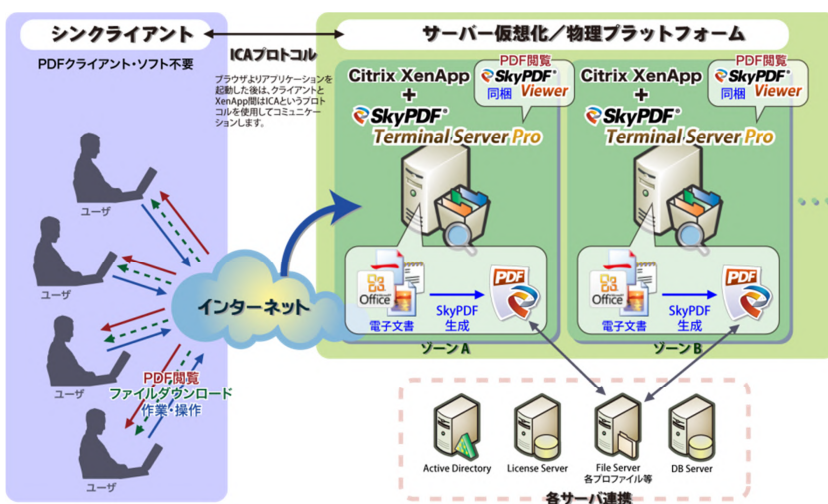 シンクライアント
PDFクライアント・ソフト不要
ICAプロトコル
ブラウザよりアプリケーションを
起動した後は、クライアントと
XenApp間はICAというプロト
コルを使用してコミュニケー
ションします。
サーバー仮想化／物理プラットフォーム
Citrix XenApp
+
SkyPDF®
Terminal Server Pro
PDF閲覧
SkyPDF®
同梱 Viewer
Citrix XenApp
+
SkyPDF®
Terminal Server Pro
PDF閲覧
SkyPDF®
同梱 Viewer
ユーザ
ユーザ
ユーザ
ユーザ
インターネット
PDF閲覧
ファイルダウンロード
作業・操作
Office
電子文書
SkyPDF
生成
PDF
ゾーンA
Office
電子文書
SkyPDF
生成
PDF
ゾーンB
Active Directory
License Server
File Server
各プロファイル等
DB Server
各サーバ連携